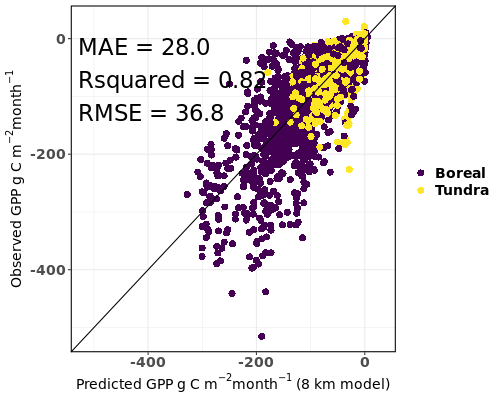 MAE = 28.0
Rsquared = 0.82
RMSE = 36.8
Observed GPP g C m⁻²month⁻¹
0
-200
-400
-400 -200 0
Predicted GPP g C m⁻²month⁻¹ (8 km model)
Boreal
Tundra